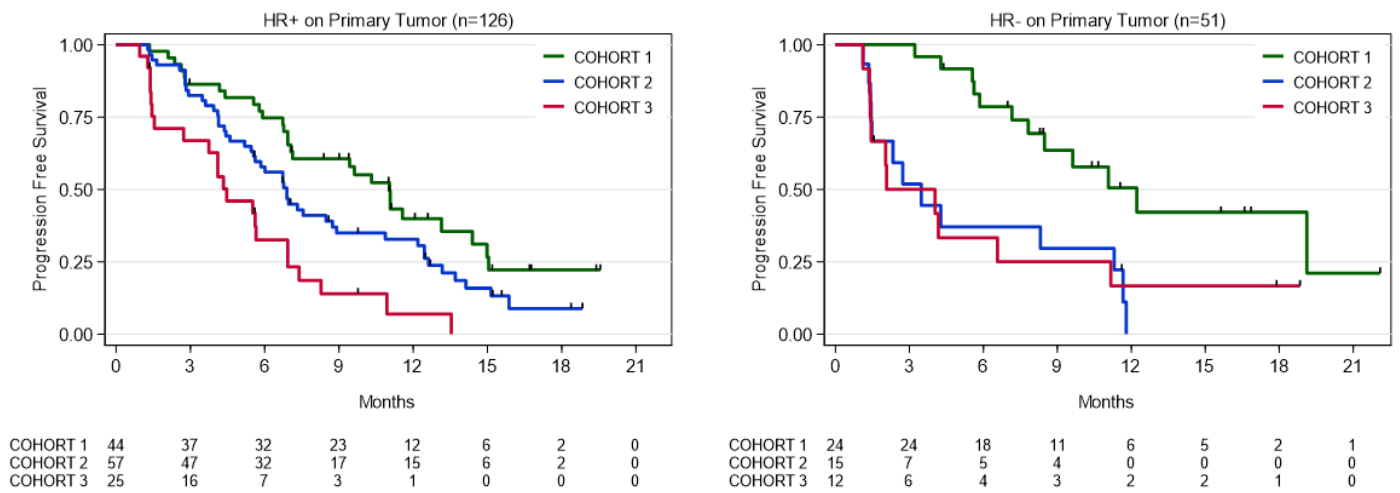 HR+ on Primary Tumor (n=126)
1.00
0.75
0.50
0.25
0.00
Progression Free Survival
COHORT 1
COHORT 2
COHORT 3
0 3 6 9 12 15 18 21
Months
COHORT 1 44 37 32 23 12 6 2 0
COHORT 2 57 47 32 17 15 6 2 0
COHORT 3 25 16 7 3 1 0 0 0
HR- on Primary Tumor (n=51)
1.00
0.75
0.50
0.25
0.00
Progression Free Survival
COHORT 1
COHORT 2
COHORT 3
0 3 6 9 12 15 18 21
Months
COHORT 1 24 24 18 11 6 5 2 1
COHORT 2 15 7 5 4 0 0 0 0
COHORT 3 12 6 4 3 2 2 1 0